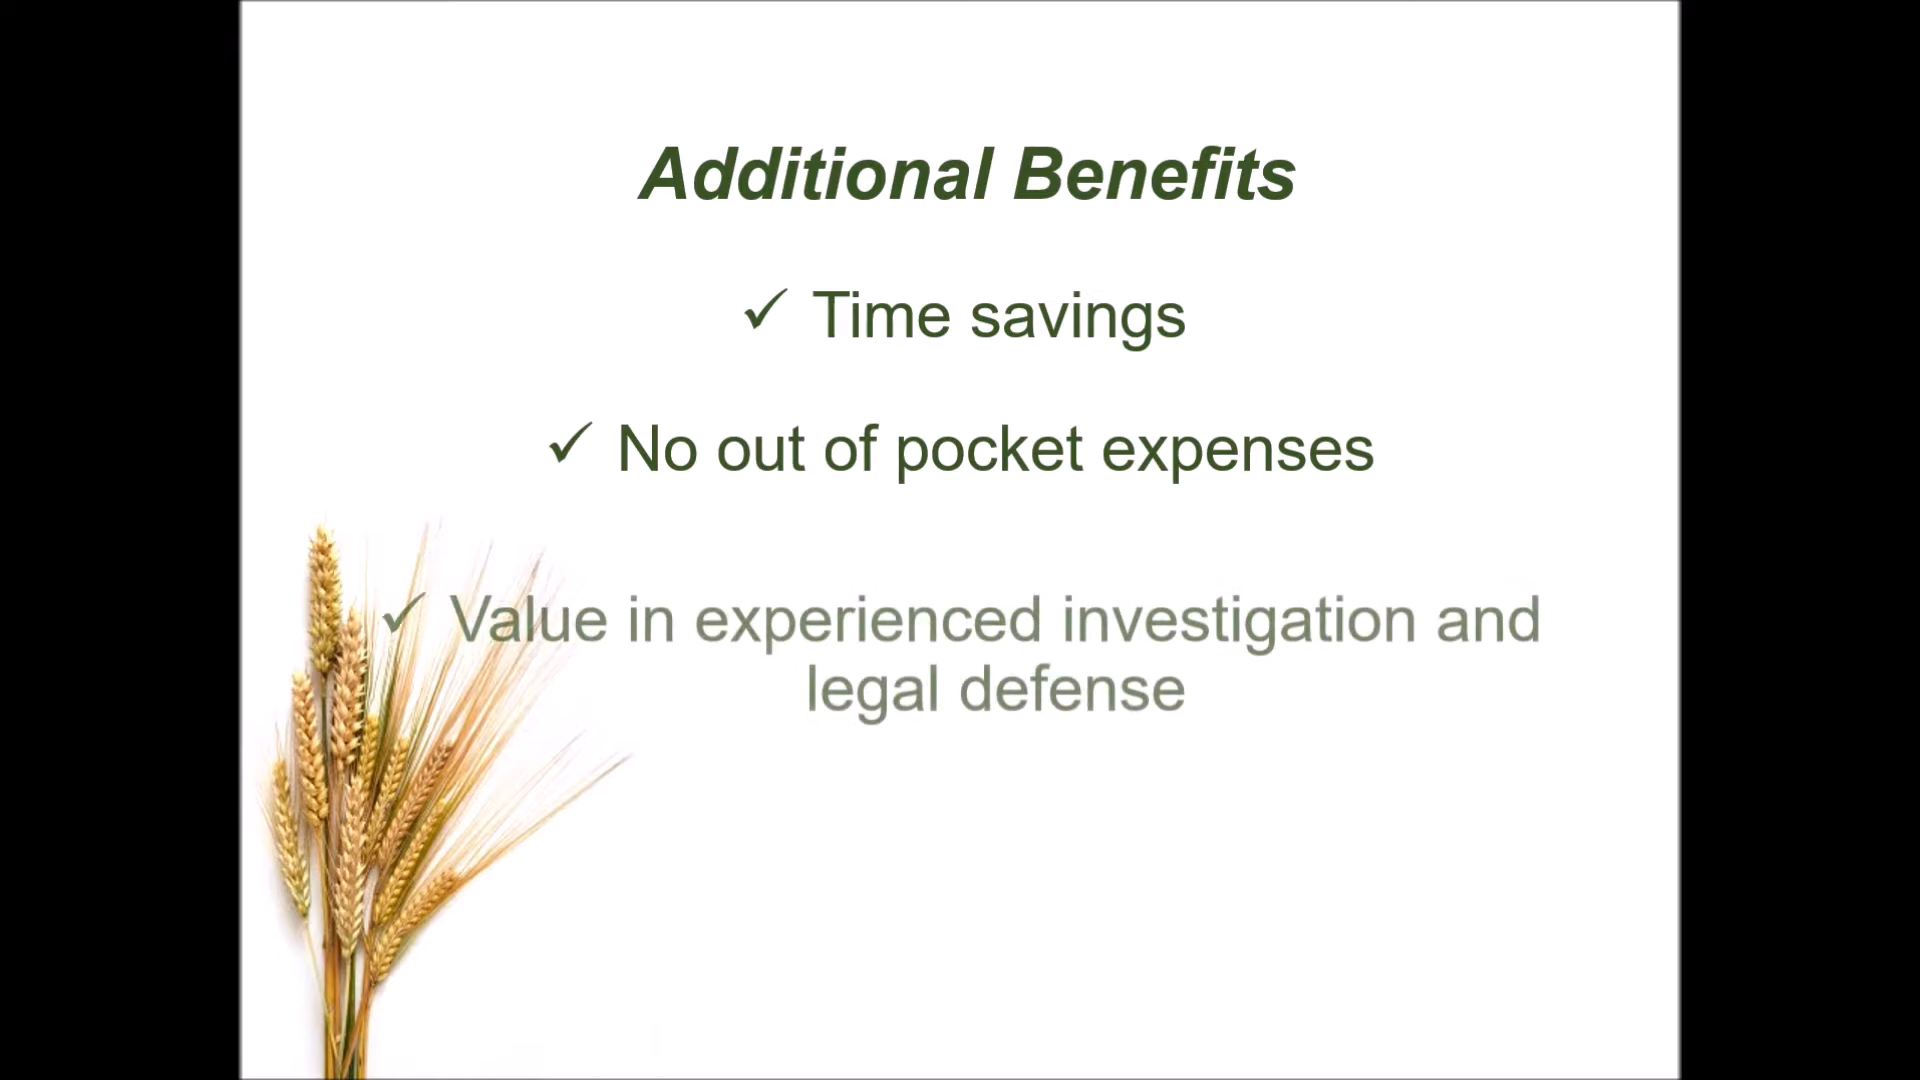 Additional Benefits
✓ Time savings
✓ No out of pocket expenses
✓ Value in experienced investigation and
legal defense